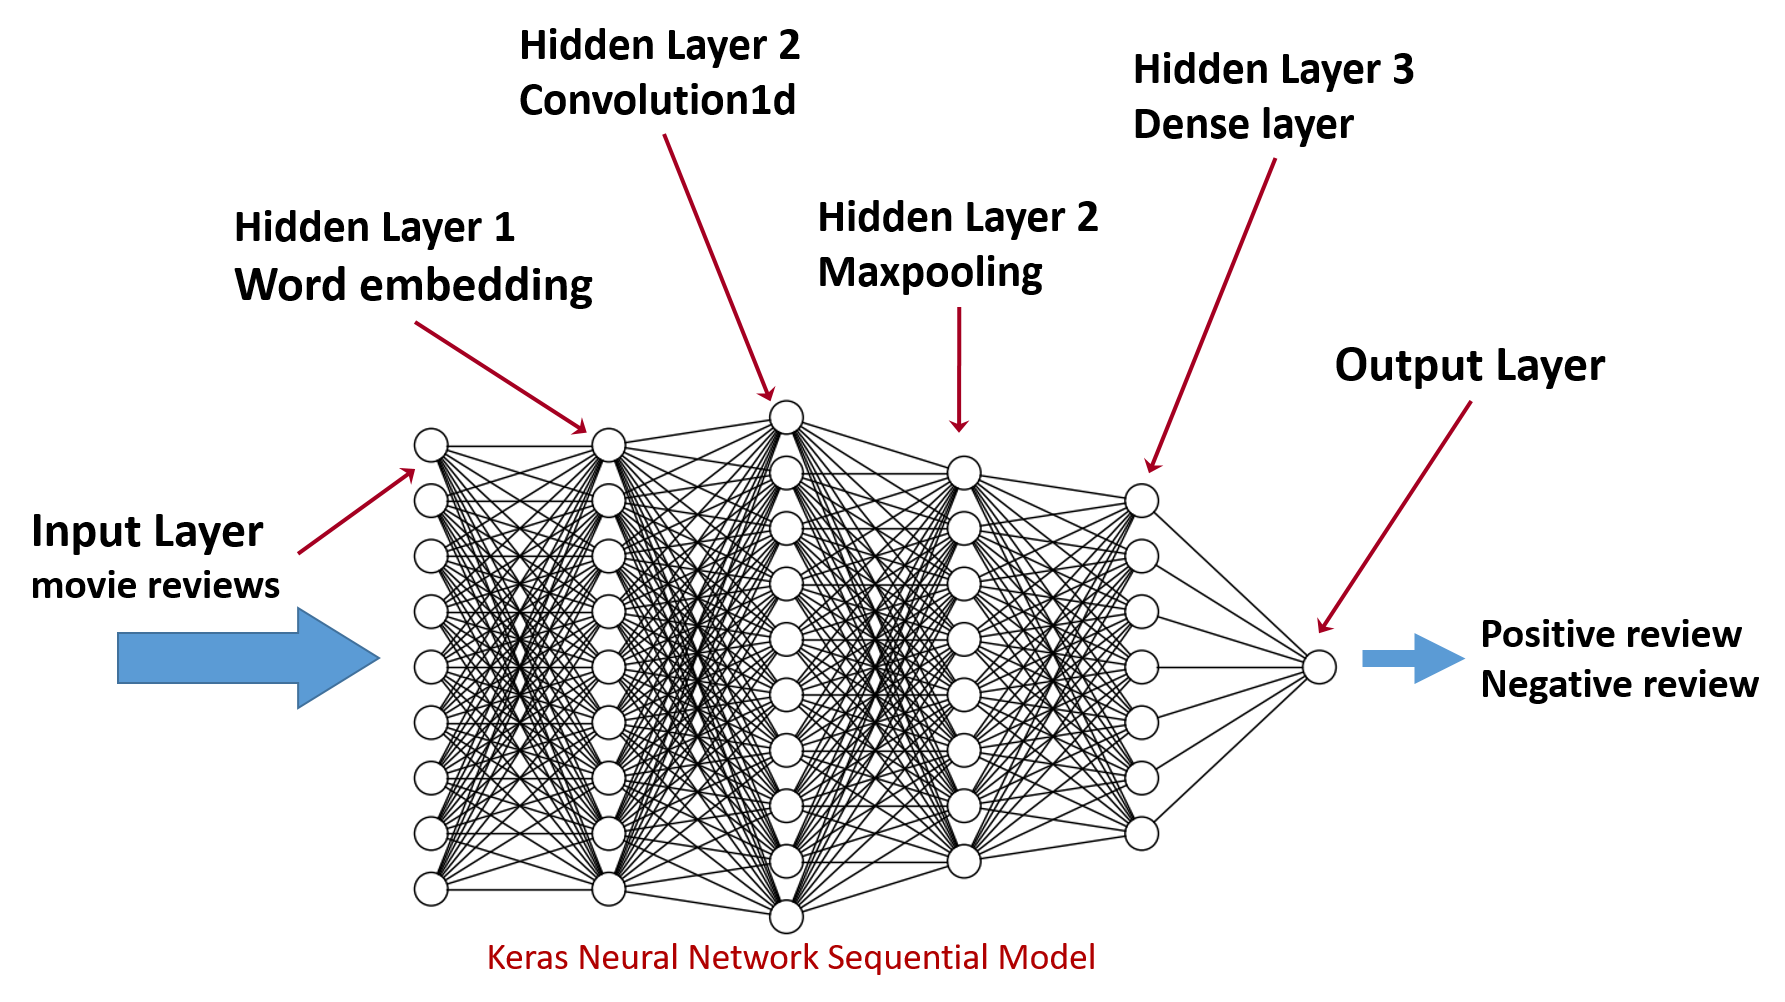 Hidden Layer 2
Convolution1d
Hidden Layer 3
Dense layer
Hidden Layer 1
Word embedding
Hidden Layer 2
Maxpooling
Output Layer
Input Layer
movie reviews
Positive review
Negative review
Keras Neural Network Sequential Model